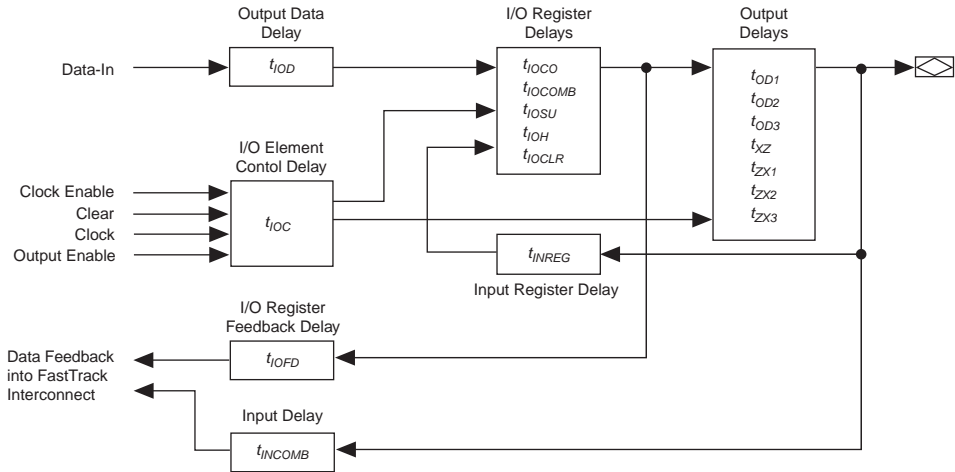 Output Data
Delay
I/O Register
Delays
Output
Delays
Data-In
tIOD
tIOCO
tIOCOMB
tIOSU
tIOH
tIOCLR
tOD1
tOD2
tOD3
tXZ
tZX1
tZX2
tZX3
I/O Element
Contol Delay
Clock Enable
Clear
Clock
Output Enable
tIOC
tINREG
Input Register Delay
I/O Register
Feedback Delay
tIOFD
Data Feedback
into FastTrack
Interconnect
Input Delay
tINCOMB